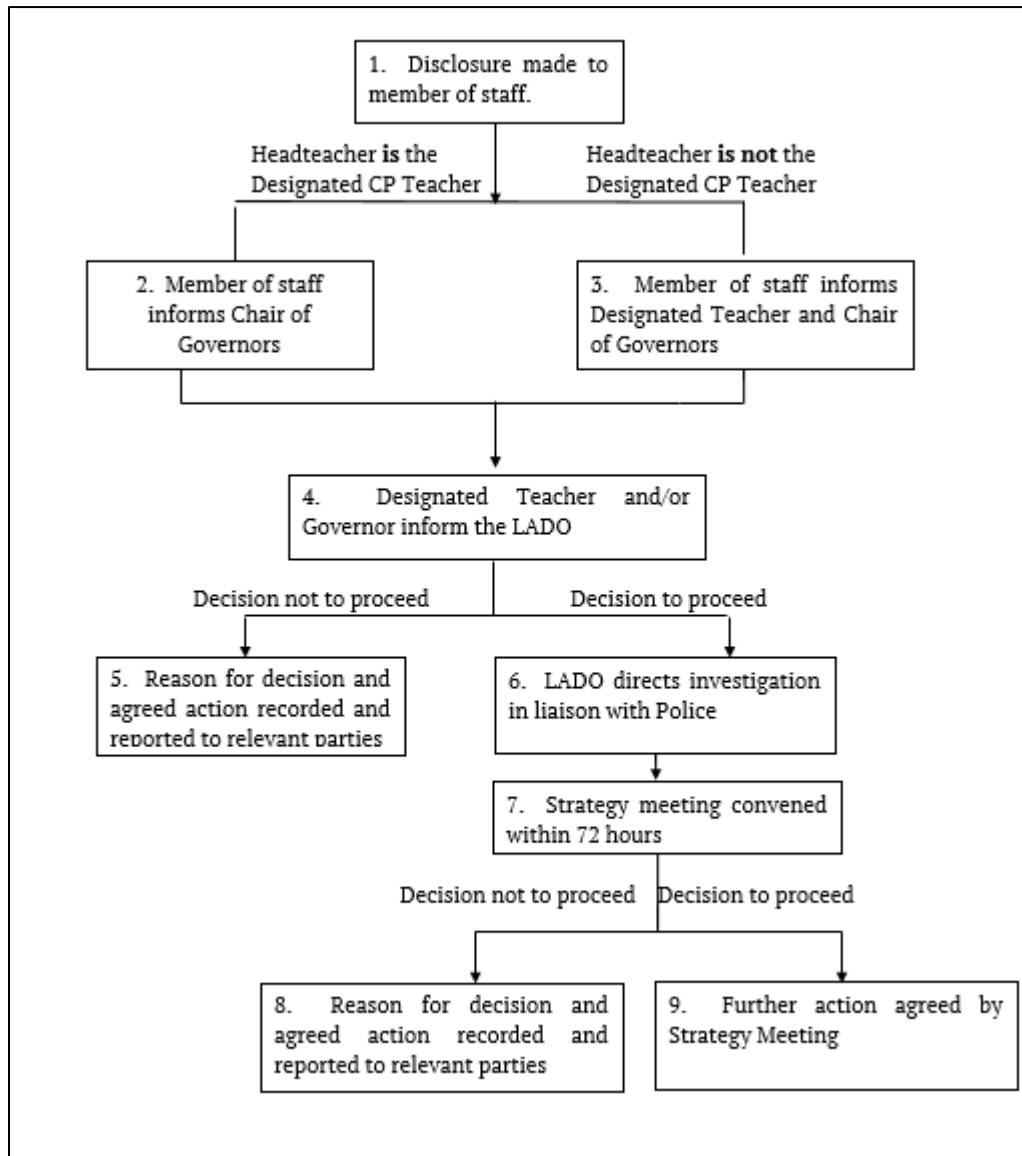 1. Disclosure made to
member of staff.
Headteacher is the
Designated CP Teacher
Headteacher is not the
Designated CP Teacher
2. Member of staff
informs Chair of
Governors
3. Member of staff informs
Designated Teacher and Chair
of Governors
4. Designated Teacher and/or
Governor inform the LADO
Decision not to proceed
Decision to proceed
5. Reason for decision and
agreed action recorded and
reported to relevant parties
6. LADO directs investigation
in liaison with Police
7. Strategy meeting convened
within 72 hours
Decision not to proceed
Decision to proceed
8. Reason for decision and
agreed action recorded and
reported to relevant parties
9. Further action agreed by
Strategy Meeting